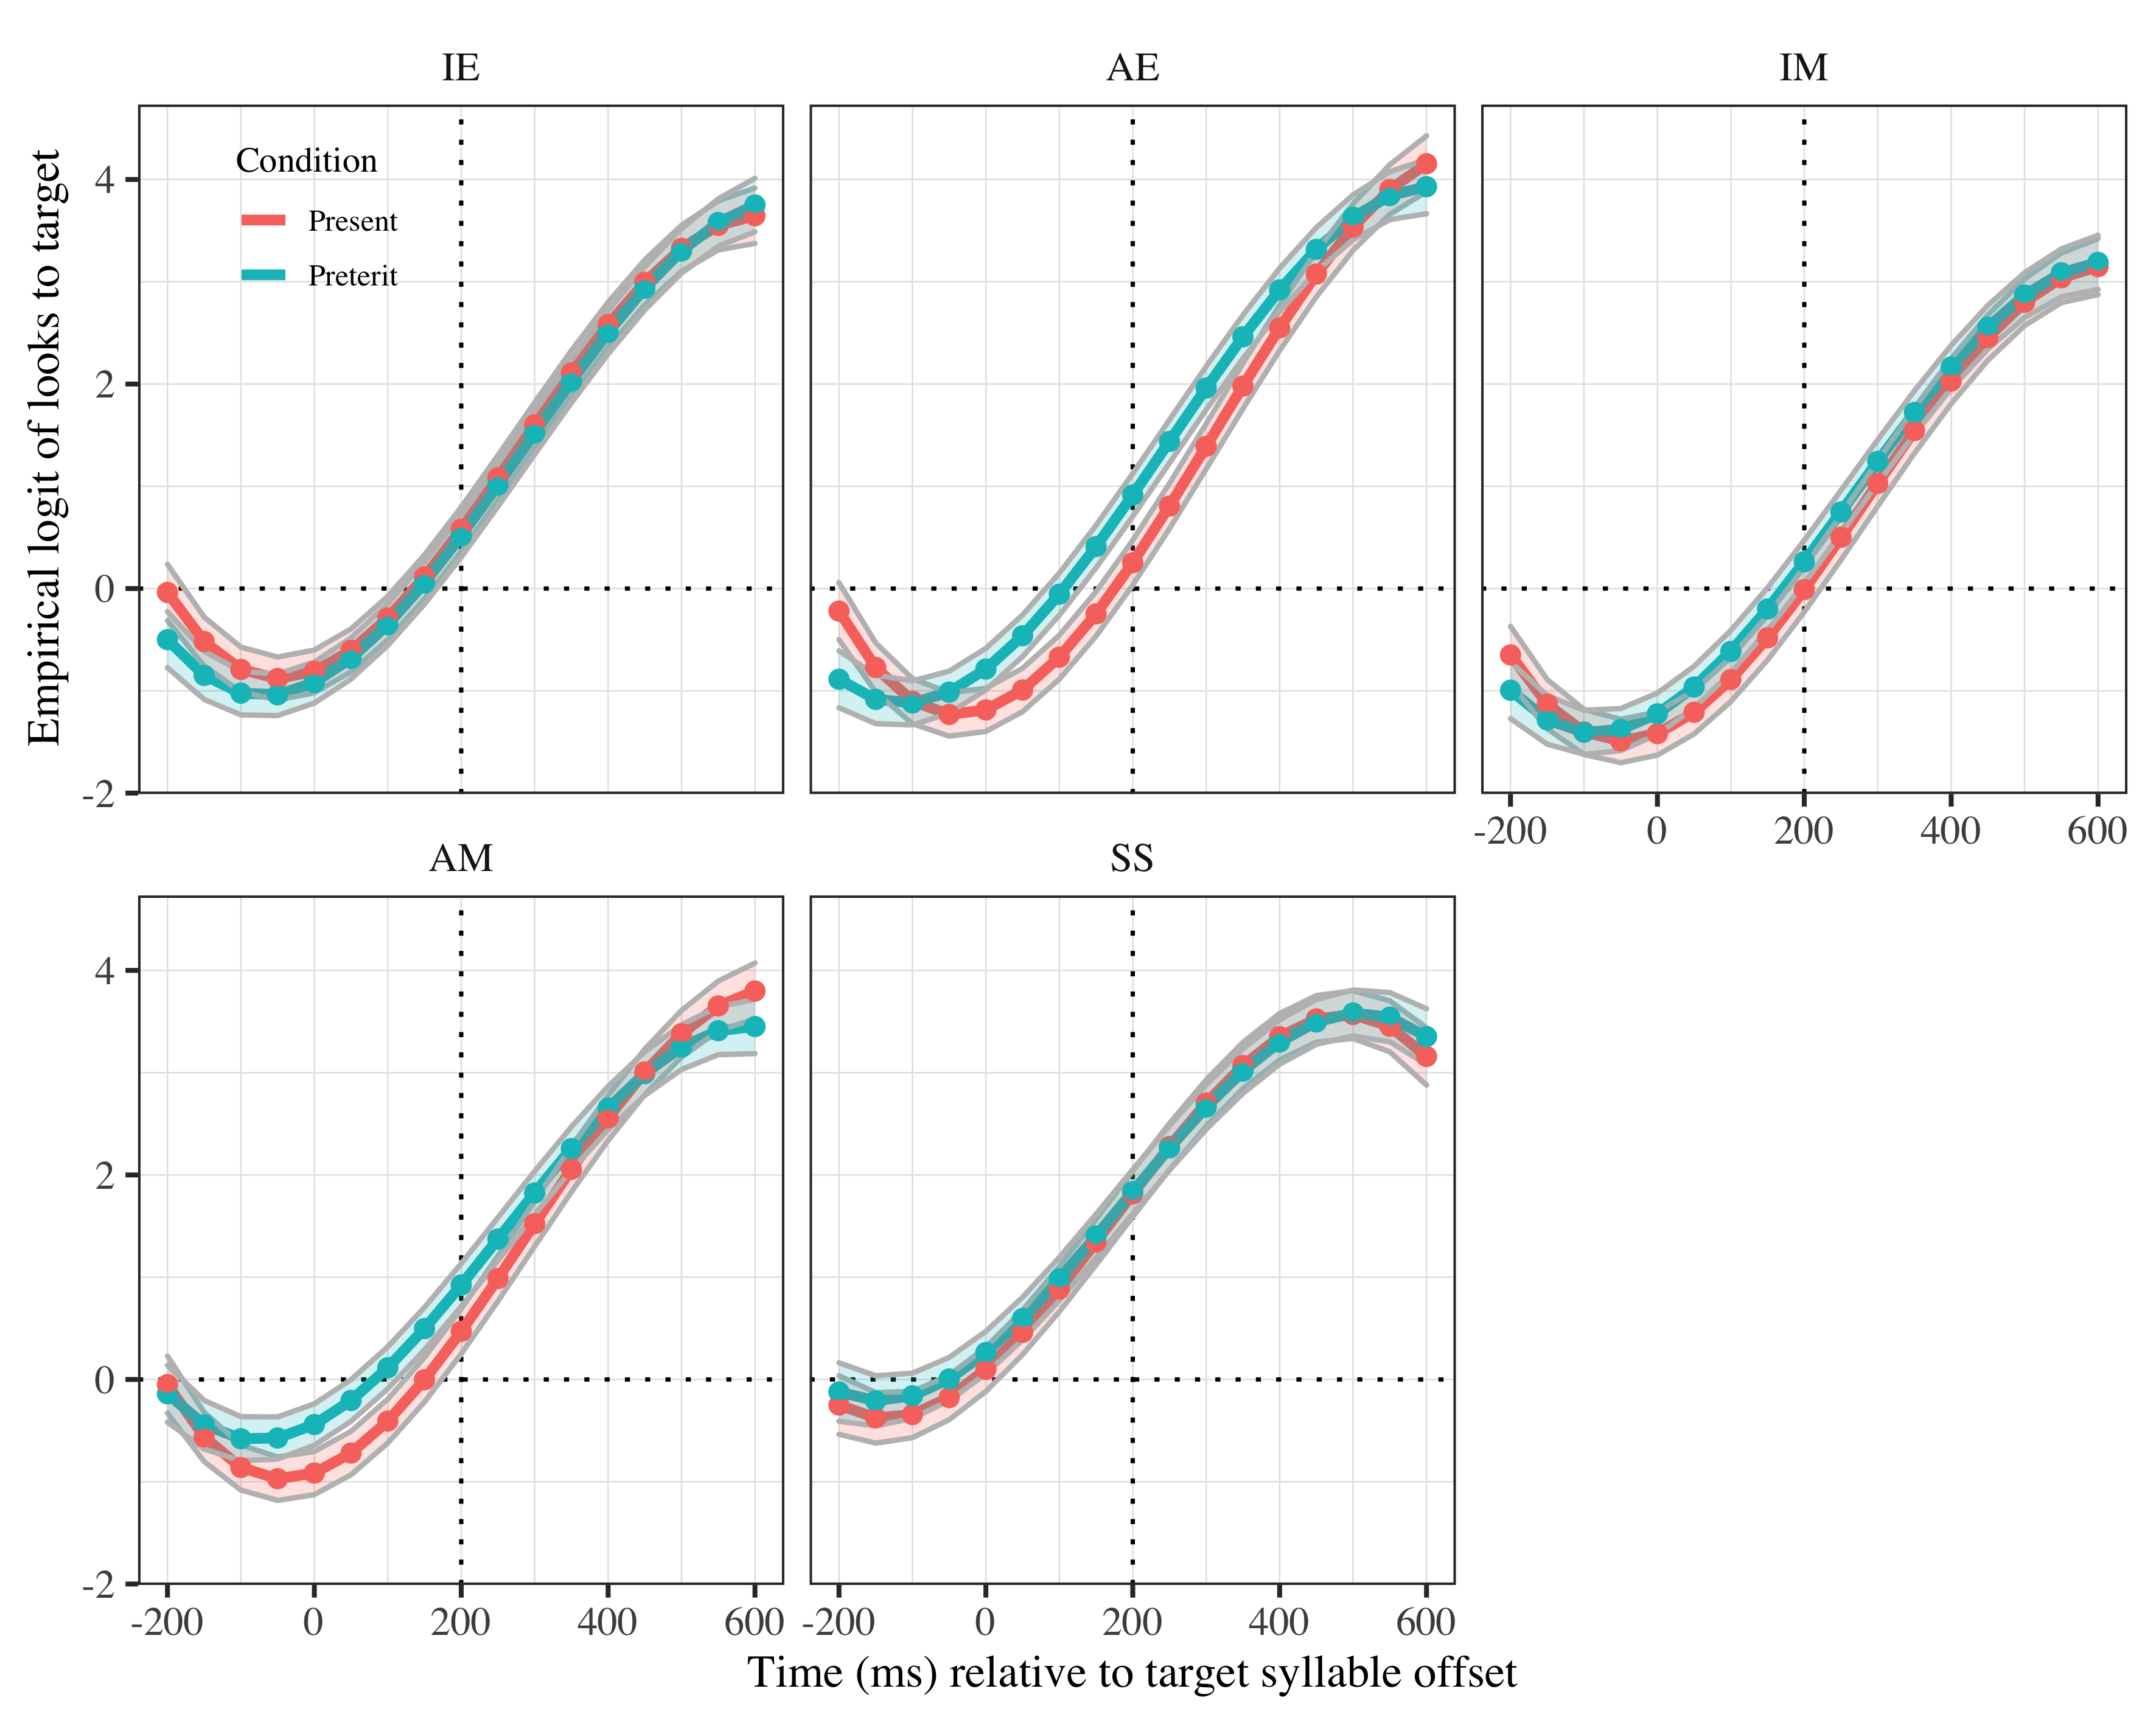 IE AE IM
Condition
Present
Preterit
Empirical logit of looks to target
4
2
0
-2
-200 0 200 400 600
AM SS
4
2
0
-2
-200 0 200 400 600 -200 0 200 400 600
Time (ms) relative to target syllable offset